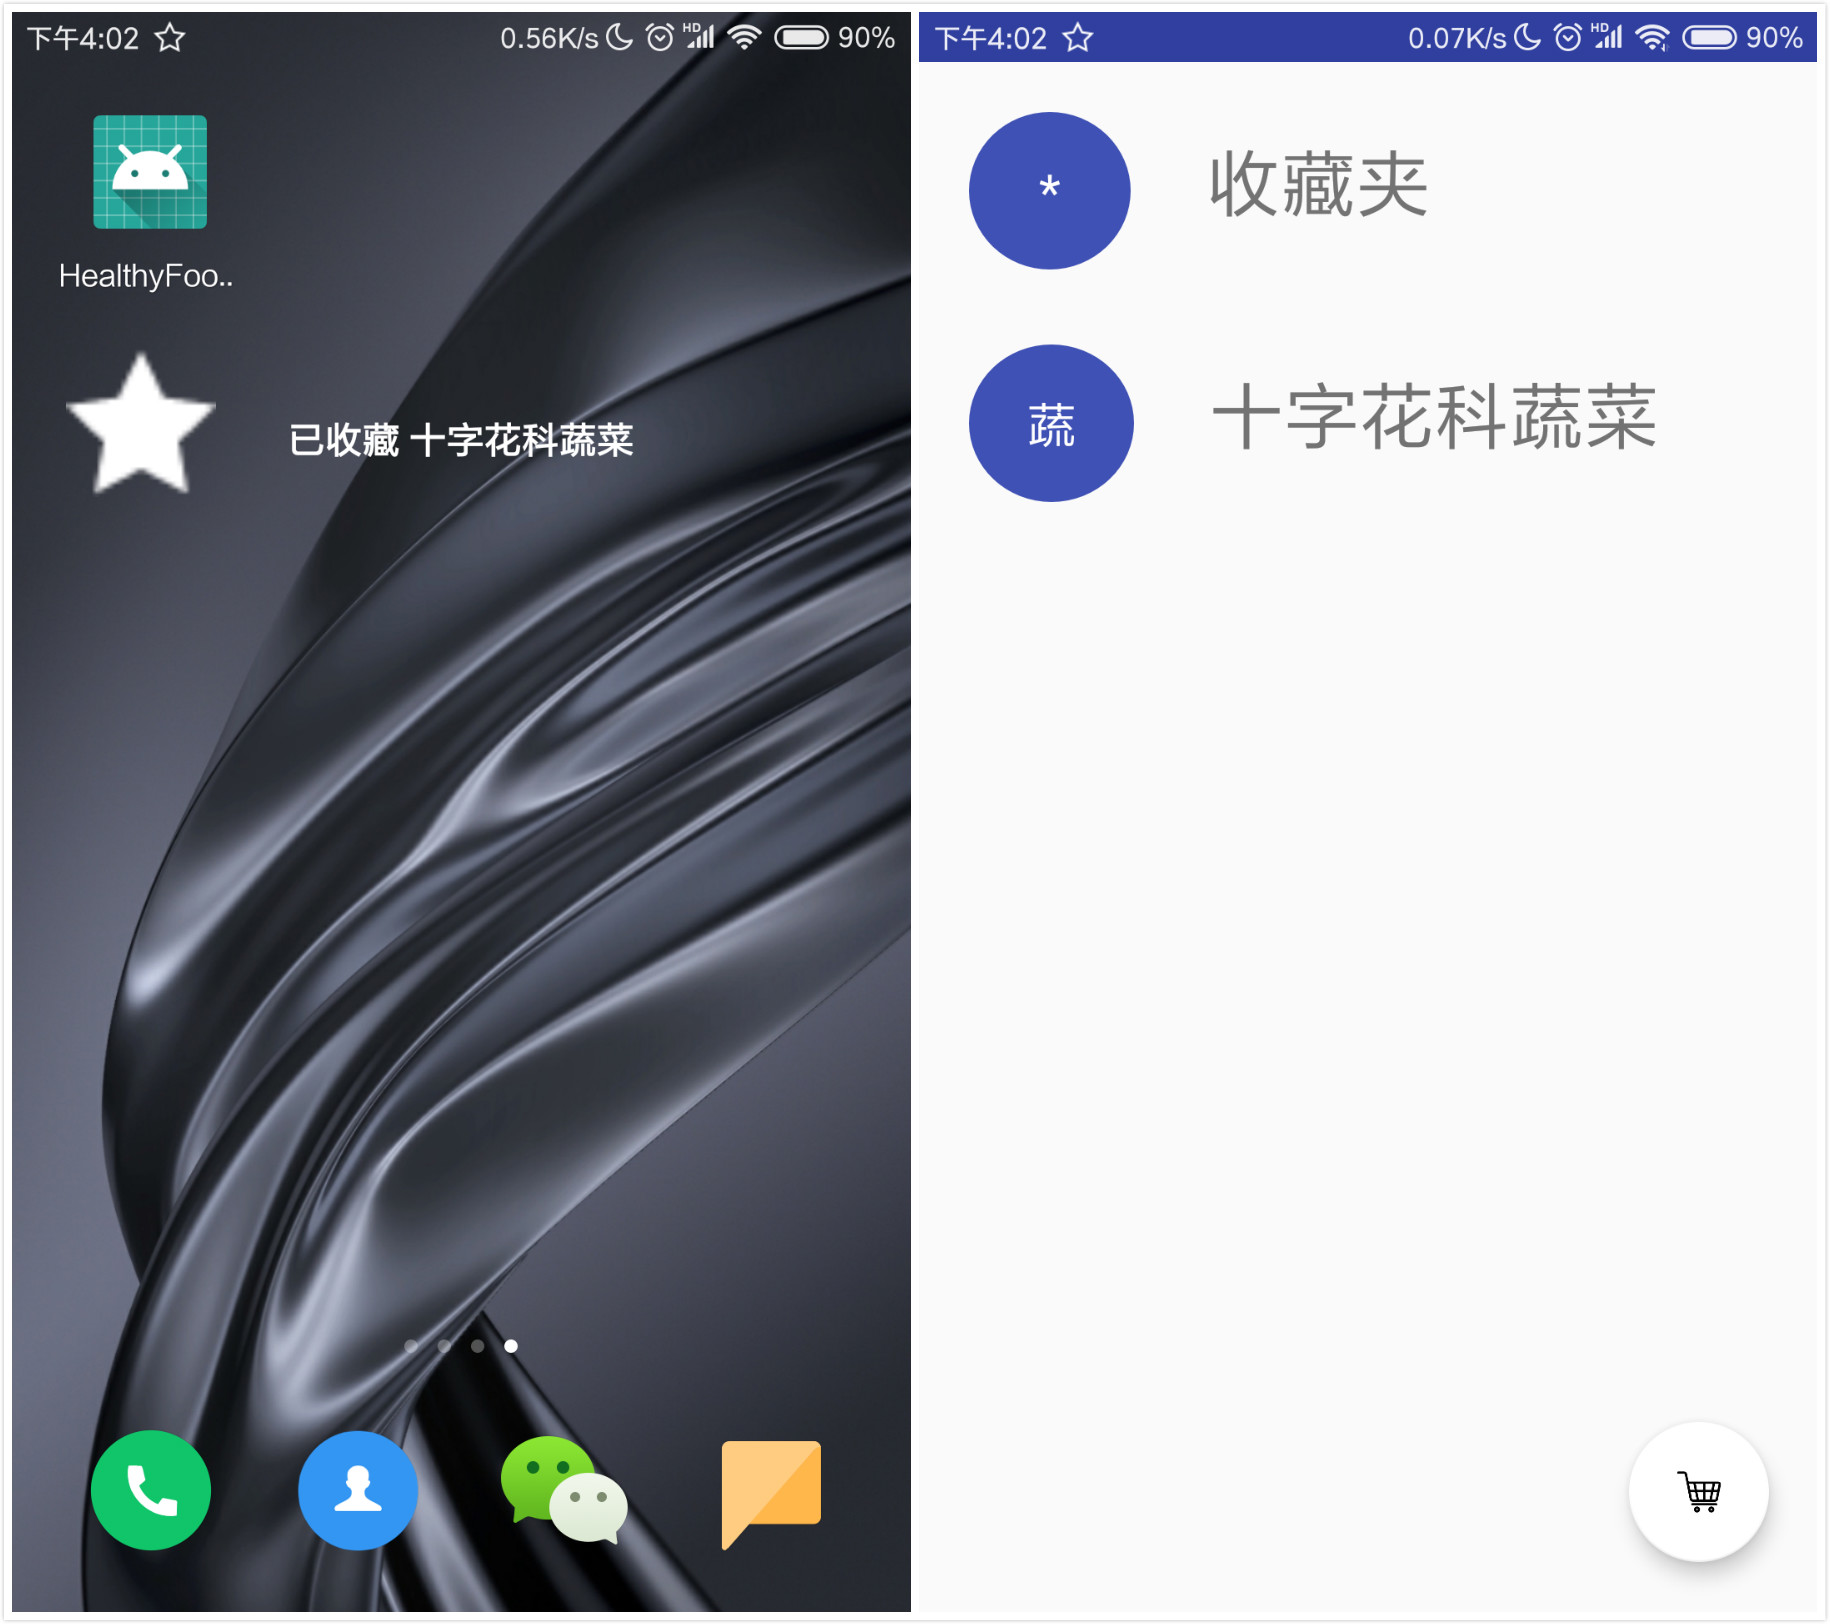 下午4:02 0.56K/s HD 90%
HealthyFoo..
已收藏 十字花科蔬菜
下午4:02 0.07K/s HD 90%
* 收藏夹
蔬 十字花科蔬菜